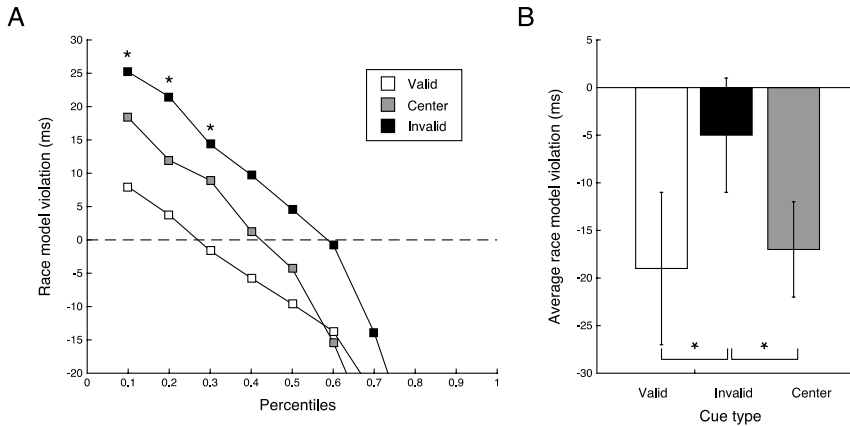 A
Race model violation (ms)
30
25
20
15
10
5
0
-5
-10
-15
-20
* * *
Valid
Center
Invalid
0 0.1 0.2 0.3 0.4 0.5 0.6 0.7 0.8 0.9 1
Percentiles
B
Average race model violation (ms)
5
0
-5
-10
-15
-20
-25
-30
* *
Valid Invalid Center
Cue type